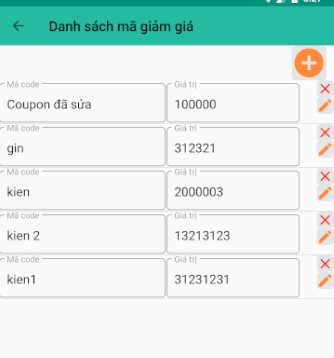 Danh sách mã giảm giá
Mã code Giá trị
Coupon đã sửa 100000
Mã code Giá trị
gin 312321
Mã code Giá trị
kien 2000003
Mã code Giá trị
kien 2 13213123
Mã code Giá trị
kien1 31231231